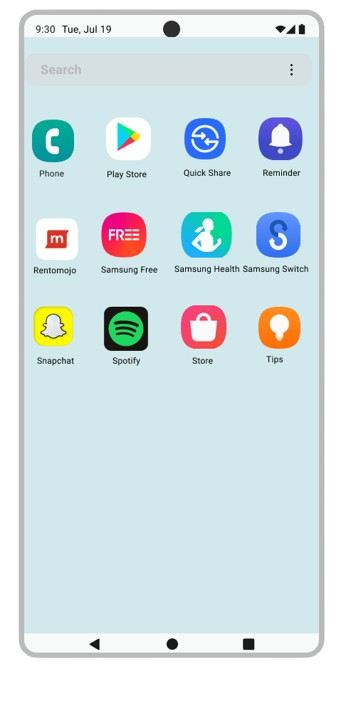 9:30 Tue, Jul 19
Search
Phone Play Store Quick Share Reminder
m FREE
Rentomojo Samsung Free Samsung Health Samsung Switch
Snapchat Spotify Store Tips